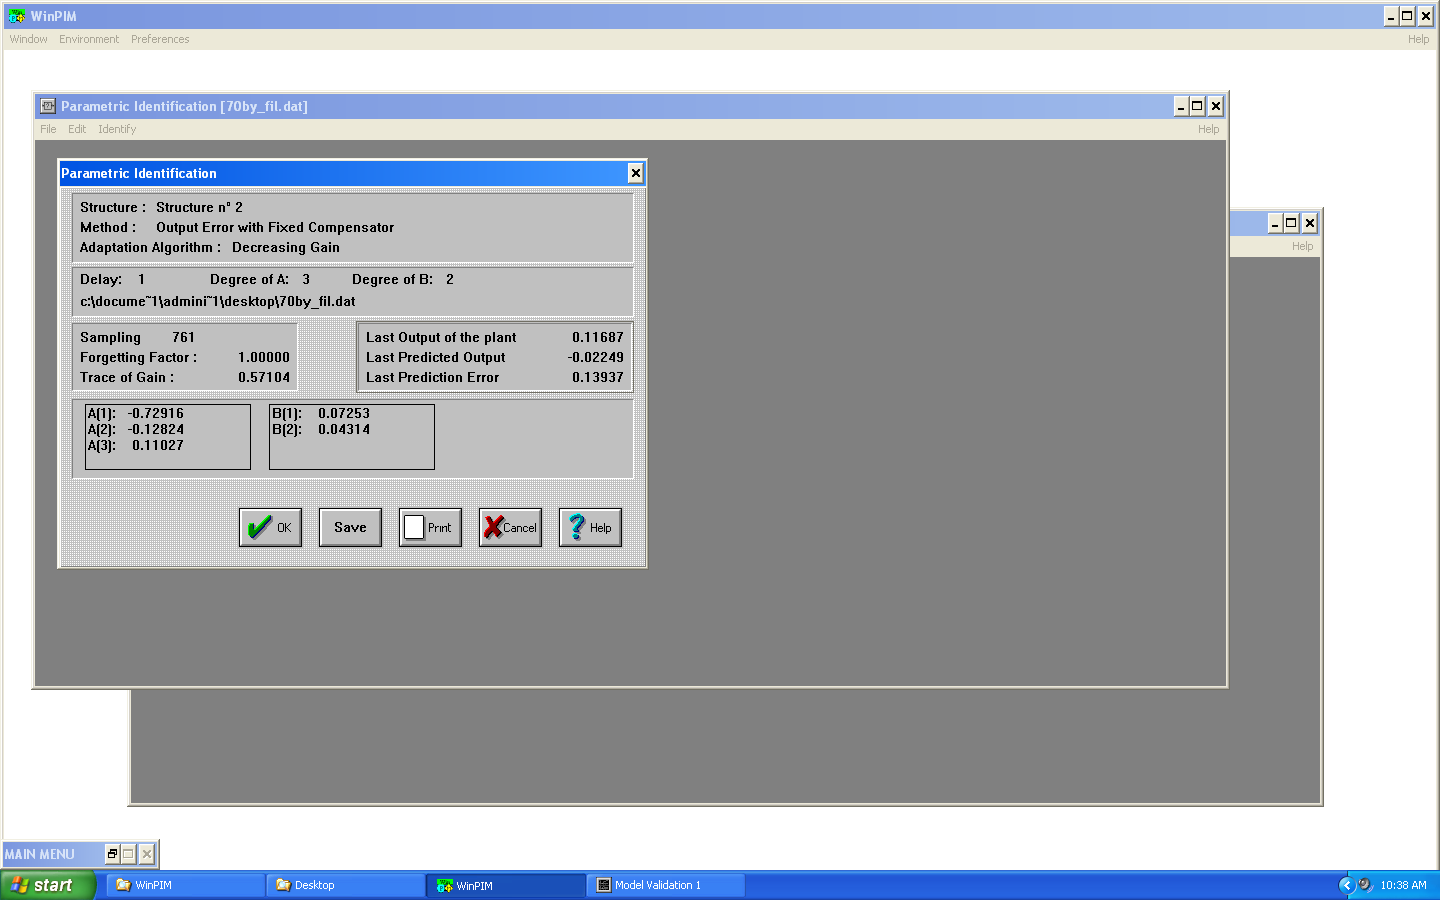 WinPIM
Window Environment Preferences Help
Parametric Identification [70by_fil.dat]
File Edit Identify Help
Help
Parametric Identification
Structure : Structure n° 2
Method : Output Error with Fixed Compensator
Adaptation Algorithm : Decreasing Gain
Delay: 1 Degree of A: 3 Degree of B: 2
c:\docume~1\admini~1\desktop\70by_fil.dat
Sampling 761
Forgetting Factor : 1.00000
Trace of Gain : 0.57104
Last Output of the plant 0.11687
Last Predicted Output -0.02249
Last Prediction Error 0.13937
A(1): -0.72916
A(2): -0.12824
A(3): 0.11027
B(1): 0.07253
B(2): 0.04314
OK Save Print Cancel Help
MAIN MENU
start WinPIM Desktop WinPIM Model Validation 1 10:38 AM